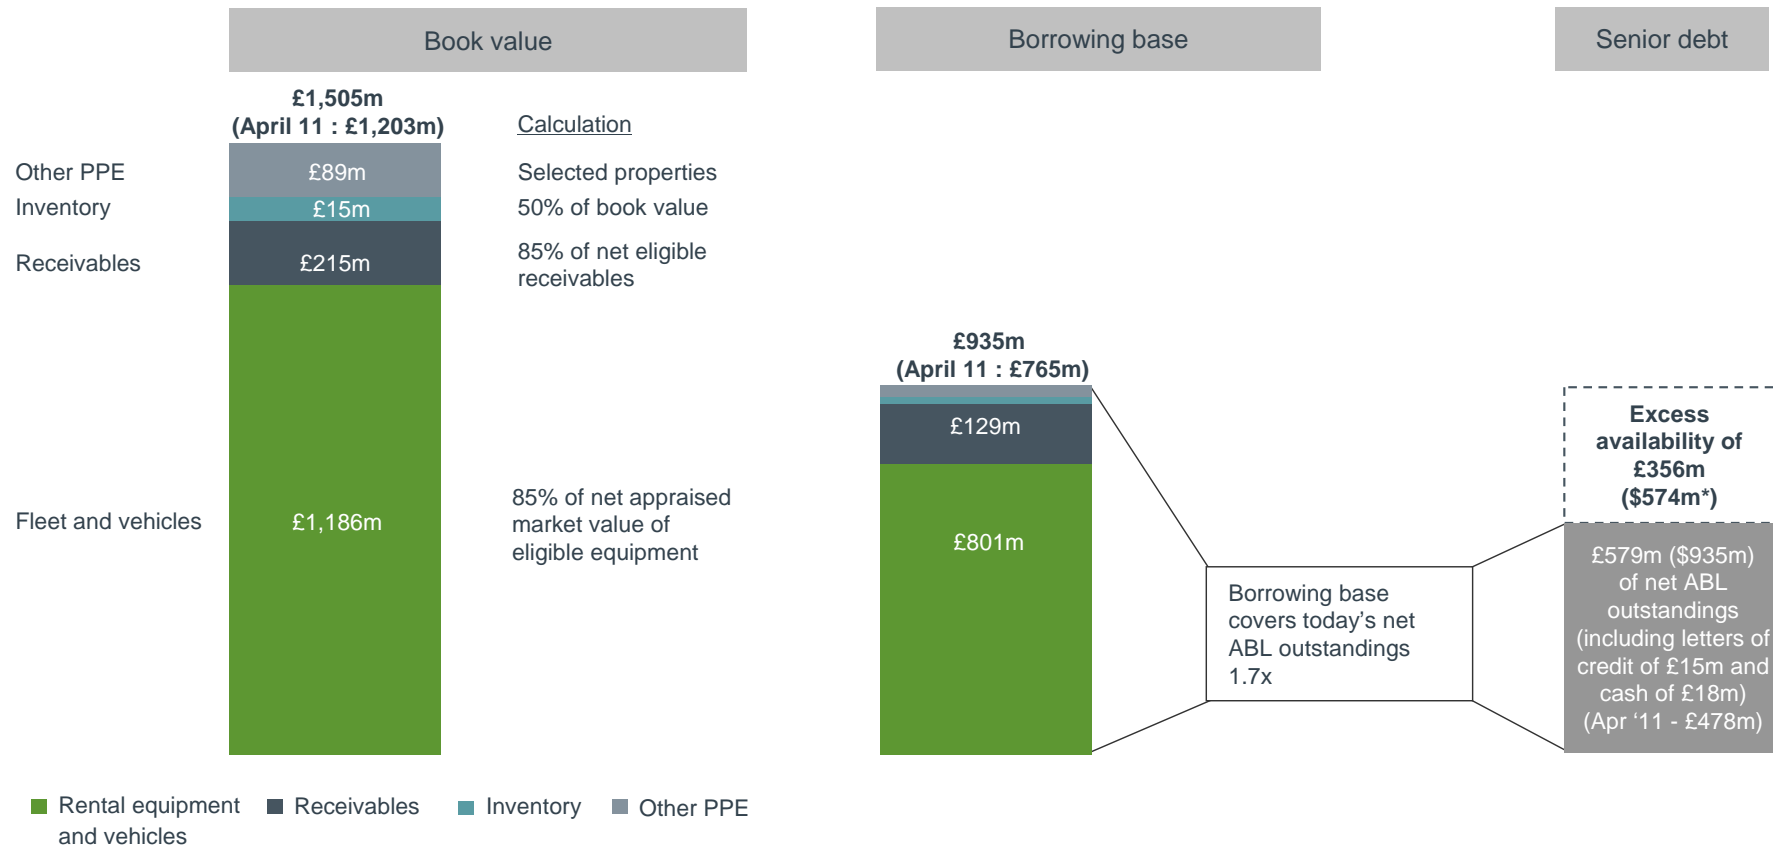 Book value
Borrowing base
Senior debt
£1,505m
(April 11 : £1,203m)
Calculation
Other PPE
£89m
Selected properties
Inventory
£15m
50% of book value
Receivables
£215m
85% of net eligible
receivables
£935m
(April 11 : £765m)
£129m
Excess
availability of
£356m
($574m*)
Fleet and vehicles
£1,186m
85% of net appraised
market value of
eligible equipment
£801m
Borrowing base
covers today’s net
ABL outstandings
1.7x
£579m ($935m)
of net ABL
outstandings
(including letters of
credit of £15m and
cash of £18m)
(Apr ‘11 - £478m)
Rental equipment
and vehicles
Receivables
Inventory
Other PPE